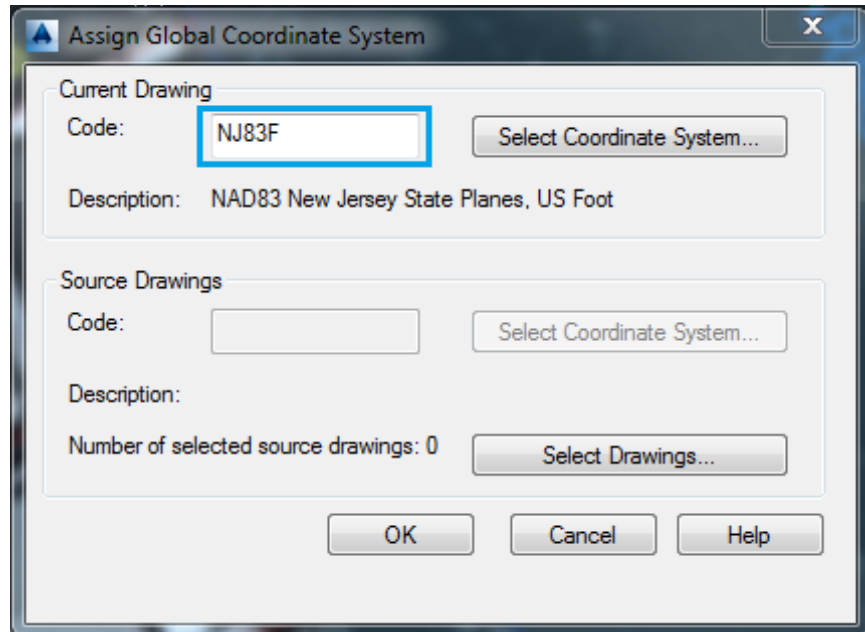 Assign Global Coordinate System
X
Current Drawing
Code: NJ83F Select Coordinate System...
Description: NAD83 New Jersey State Planes, US Foot
Source Drawings
Code: Select Coordinate System...
Description:
Number of selected source drawings: 0 Select Drawings...
OK Cancel Help